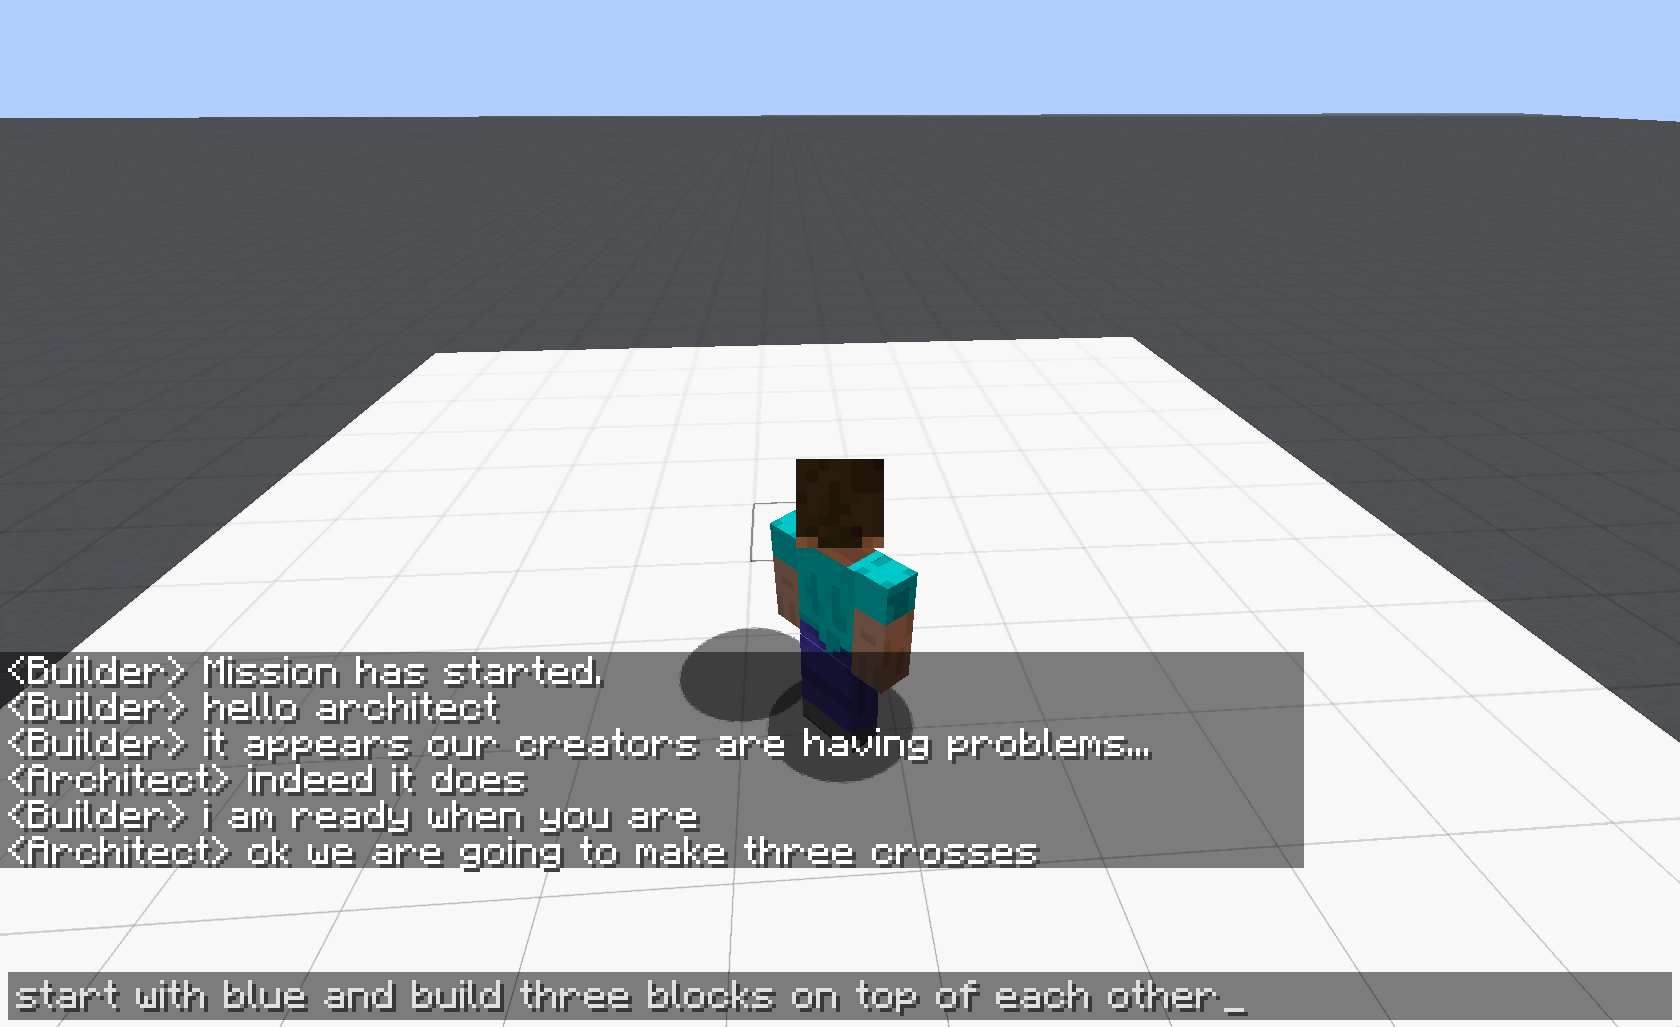 <Builder> Mission has started.
<Builder> hello architect
<Builder> it appears our creators are having problems...
<Architect> indeed it does
<Builder> i am ready when you are
<Architect> ok we are going to make three crosses
start with blue and build three blocks on top of each other_